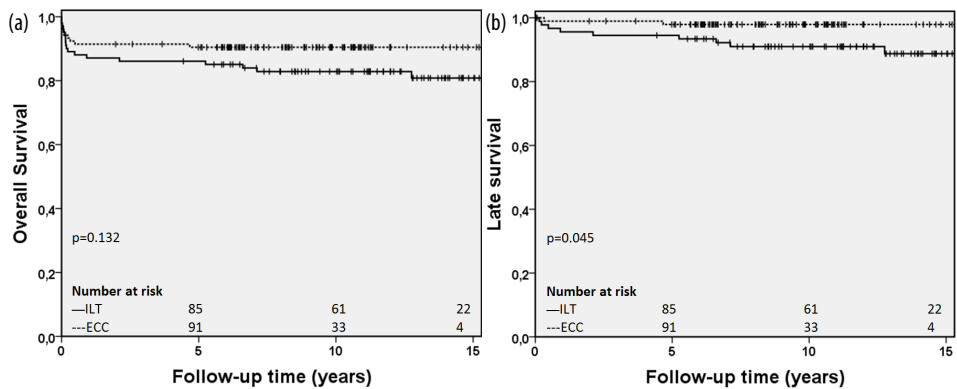 (a)
Overall Survival
1,0
0,8
0,6
0,4
0,2
0,0
p=0.132
Number at risk
—ILT 85 61 22
---ECC 91 33 4
0 5 10 15
Follow-up time (years)
(b)
Late survival
1,0
0,8
0,6
0,4
0,2
0,0
p=0.045
Number at risk
—ILT 85 61 22
---ECC 91 33 4
0 5 10 15
Follow-up time (years)